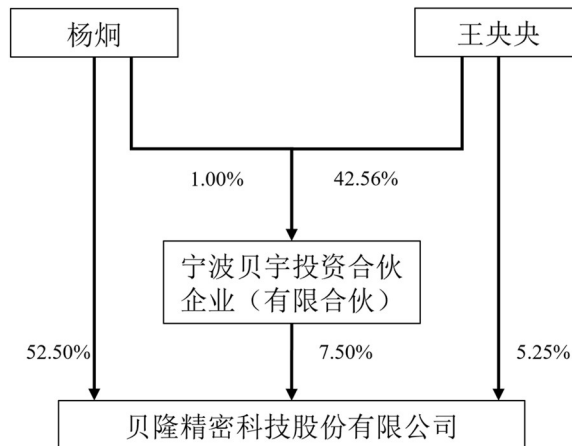 杨炯
王央央
1.00%
42.56%
宁波贝宇投资合伙
企业（有限合伙）
52.50%
7.50%
5.25%
贝隆精密科技股份有限公司